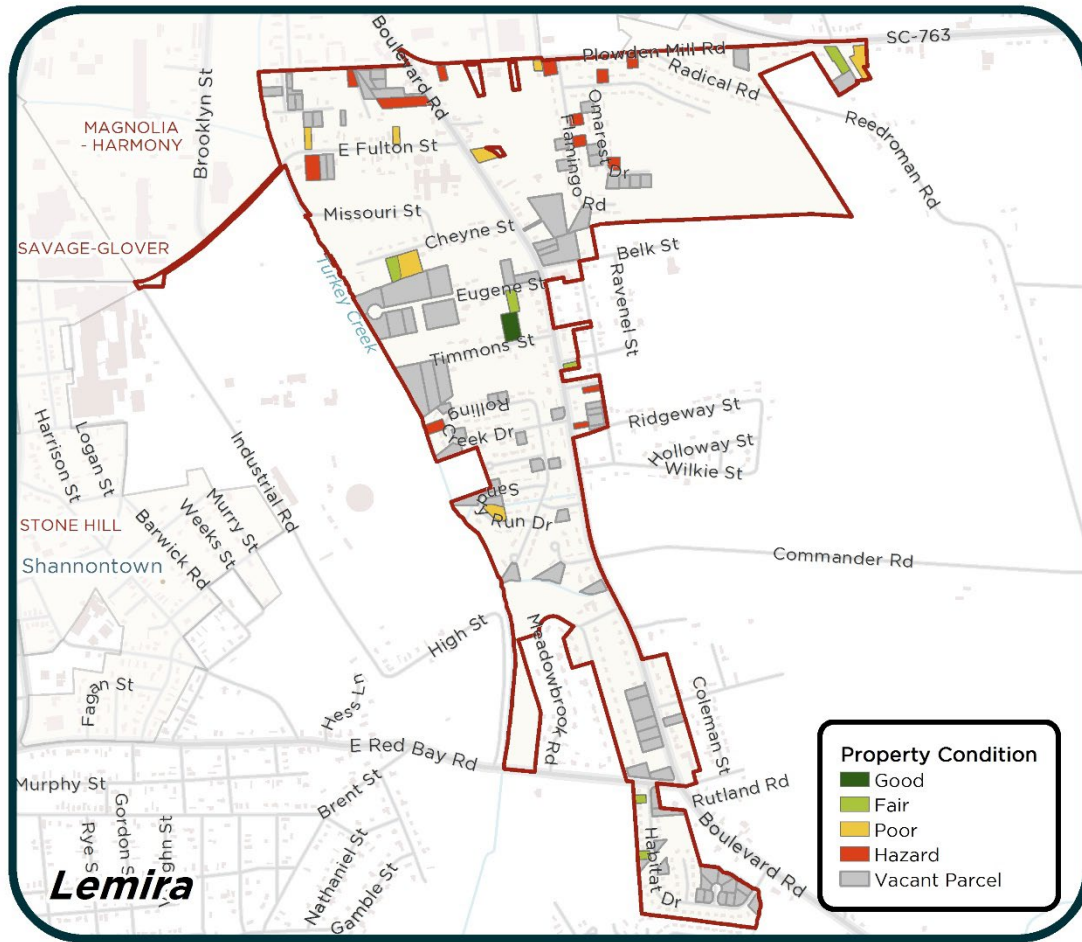 SC-763
Plowden Mill Rd
Boulevard Rd
Radical Rd
Brooklyn St
MAGNOLIA
- HARMONY
Omarest Dr
Flamingo Rd
Reedroman Rd
E Fulton St
Missouri St
Cheyne St
SAVAGE-GLOVER
Belk St
Turkey Creek
Eugene St
Ravenel St
Timmons St
Rolling
Creek Dr
Ridgeway St
Holloway St
Wilkie St
Harrison St
Logan St
Industrial Rd
Murry St
Weeks St
Barwick Rd
Sandy Run Dr
STONE HILL
Shannontown
Commander Rd
High St
Meadowbrook Rd
Fagan St
Hess Ln
Coleman St
E Red Bay Rd
Murphy St
Brent St
Rutland Rd
Gordon S
Rye S
Nathaniel St
Gamble St
Habitat Dr
Boulevard Rd
Lemira
Property Condition
Good
Fair
Poor
Hazard
Vacant Parcel